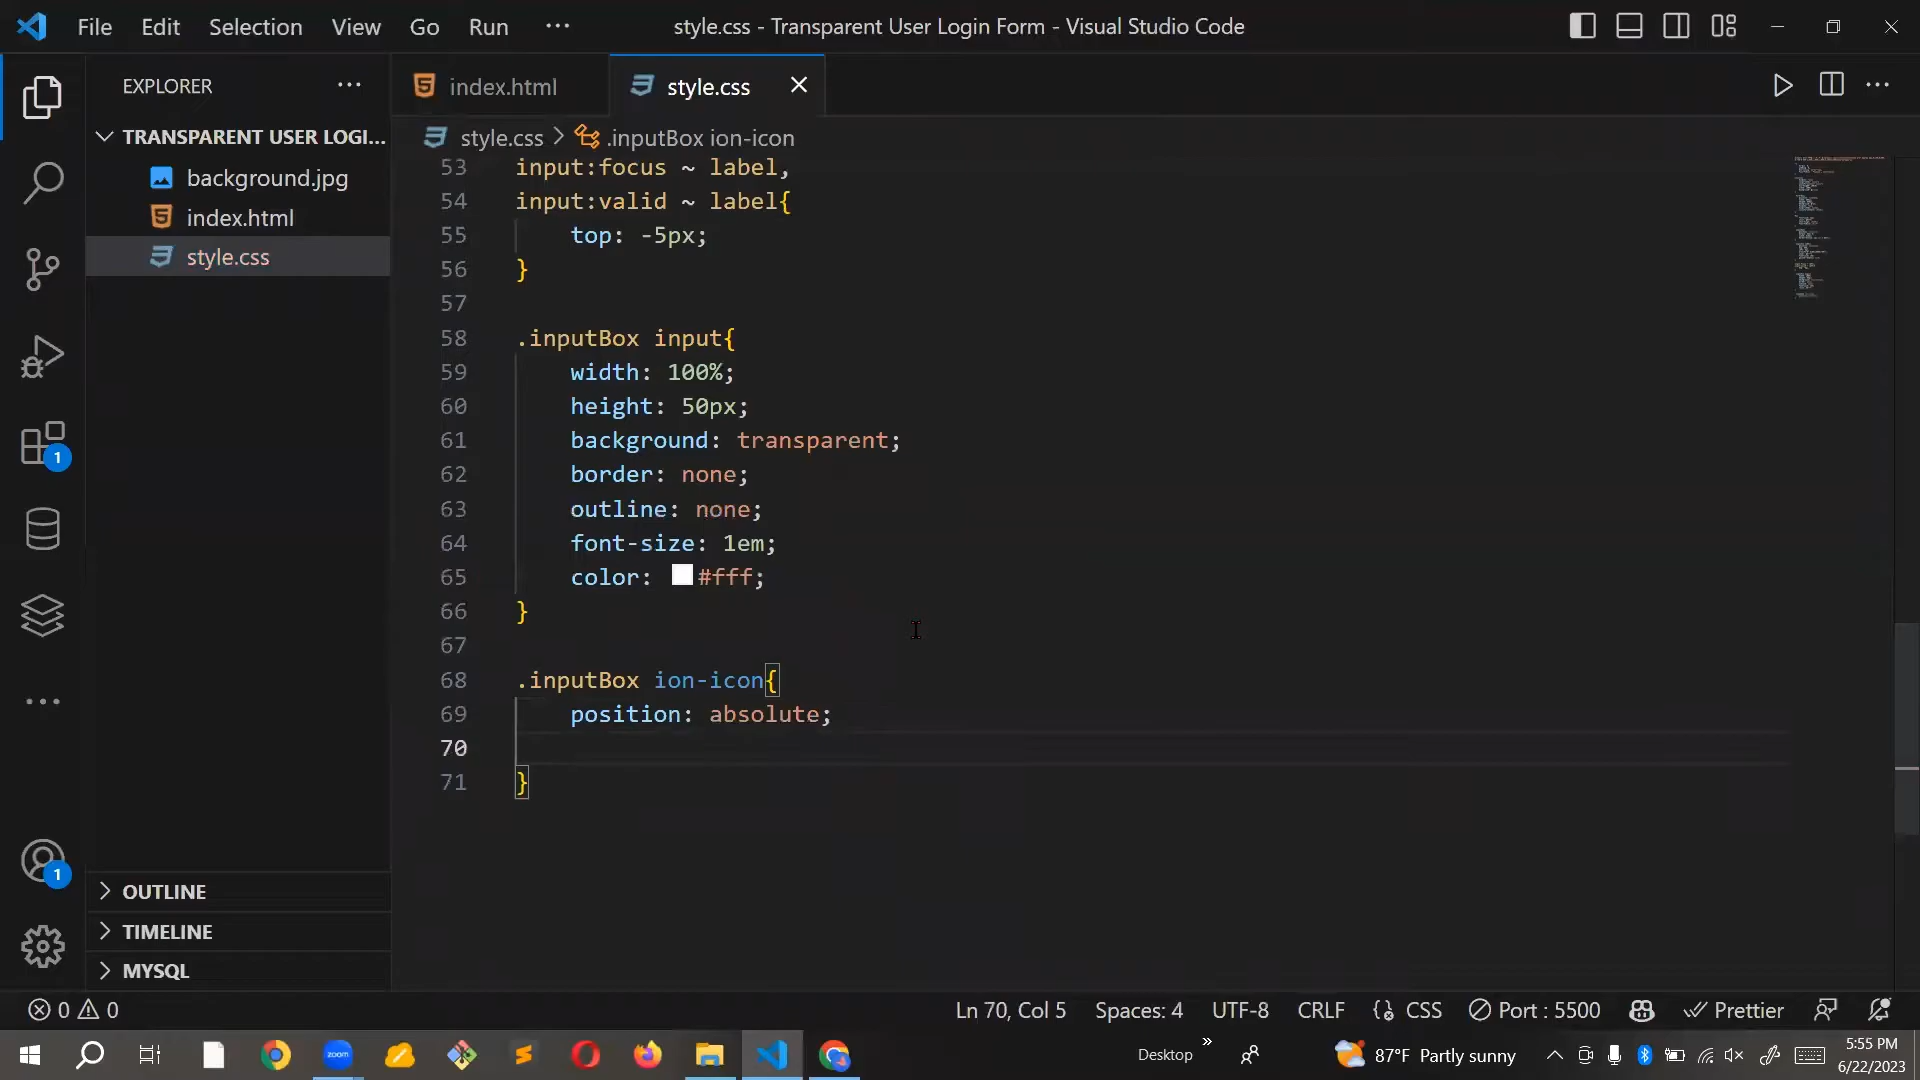 File Edit Selection View Go Run ···
style.css - Transparent User Login Form - Visual Studio Code
EXPLORER ···
TRANSPARENT USER LOGI...
background.jpg
index.html
style.css
OUTLINE
TIMELINE
MYSQL
1
1
index.html
style.css
style.css > .inputBox ion-icon
53 input:focus ~ label,
54 input:valid ~ label{
55 top: -5px;
56 }
57
58 .inputBox input{
59 width: 100%;
60 height: 50px;
61 background: transparent;
62 border: none;
63 outline: none;
64 font-size: 1em;
65 color: #fff;
66 }
67
68 .inputBox ion-icon{
69 position: absolute;
70
71 }
0 0 Ln 70, Col 5 Spaces: 4 UTF-8 CRLF CSS Port : 5500 Prettier
zoom Desktop 87°F Partly sunny 5:55 PM
6/22/2023